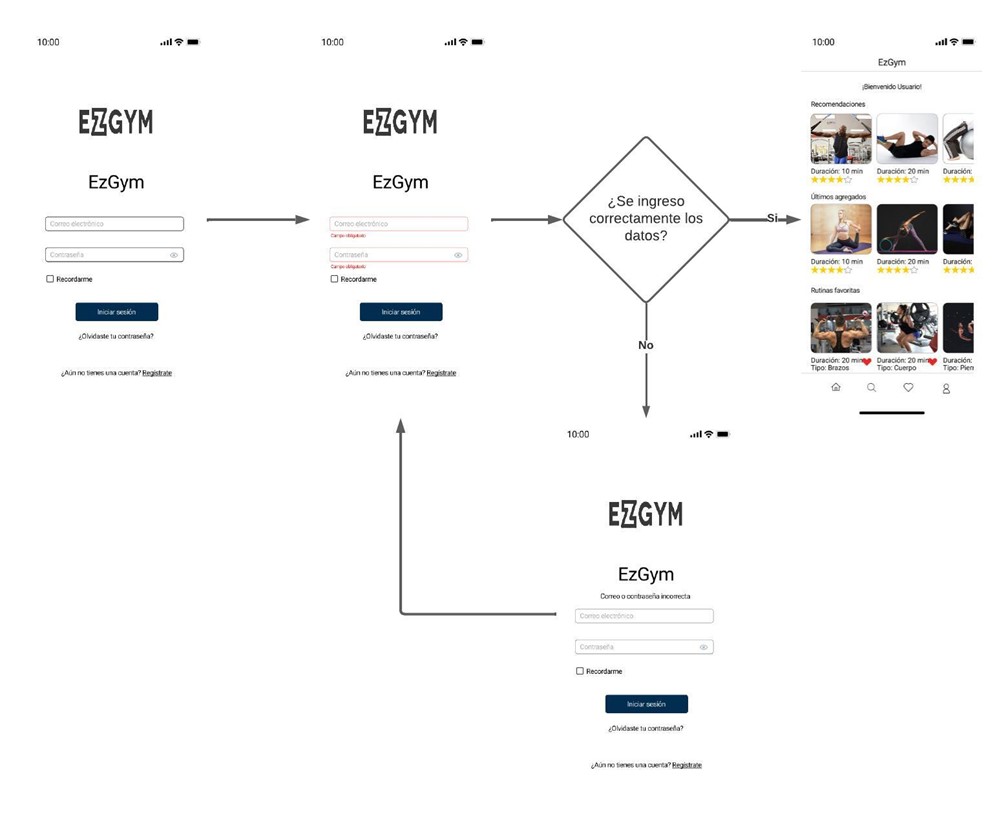 10:00
EZGYM
EzGym
Correo electrónico
Contraseña
Recordarme
Iniciar sesión
¿Olvidaste tu contraseña?
¿Aún no tienes una cuenta? Regístrate
10:00
EZGYM
EzGym
Correo electrónico
Campo obligatorio
Contraseña
Campo obligatorio
Recordarme
Iniciar sesión
¿Olvidaste tu contraseña?
¿Aún no tienes una cuenta? Regístrate
¿Se ingreso
correctamente los
datos?
Si
No
10:00
EzGym
¡Bienvenido Usuario!
Recomendaciones
Duración: 10 min Duración: 20 min Duración:
Últimos agregados
Duración: 10 min Duración: 20 min Duración:
Rutinas favoritas
Duración: 20 min Duración: 20 min Duración:
Tipo: Brazos Tipo: Cuerpo Tipo: Pier
10:00
EZGYM
EzGym
Correo o contraseña incorrecta
Correo electrónico
Contraseña
Recordarme
Iniciar sesión
¿Olvidaste tu contraseña?
¿Aún no tienes una cuenta? Regístrate